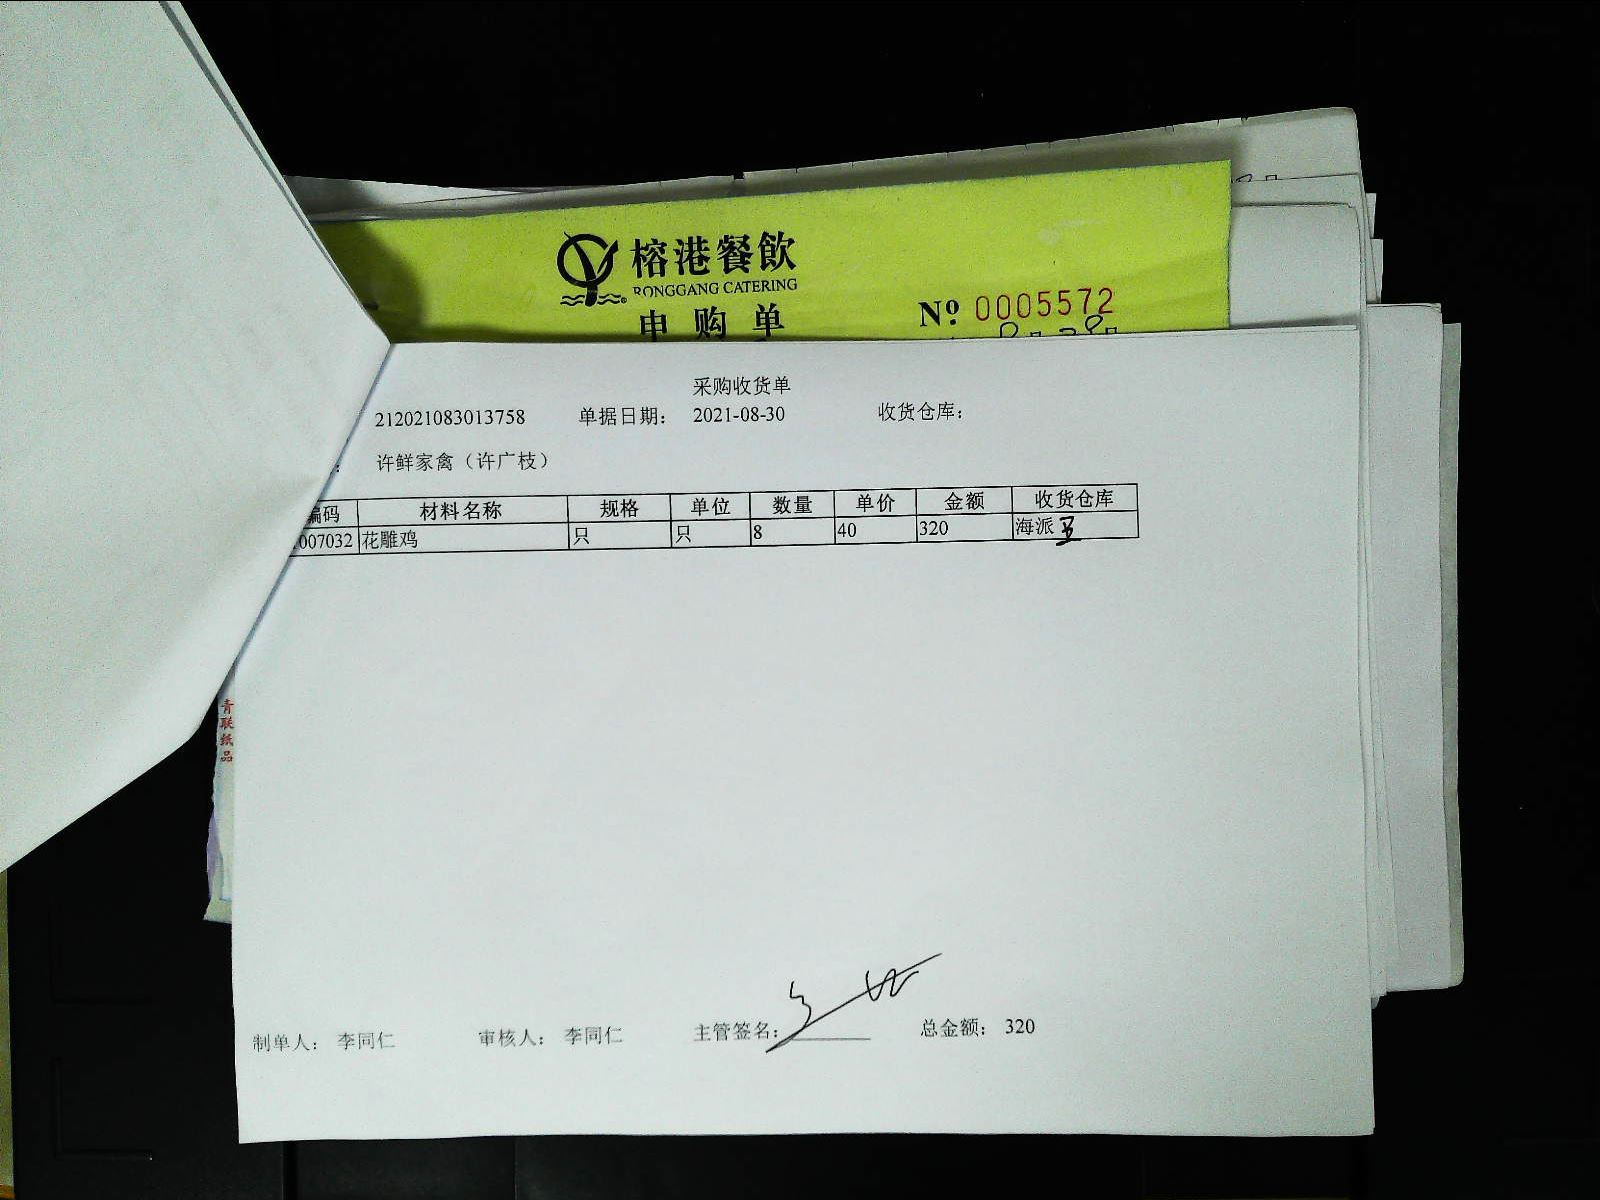 榕港餐飲
RONGGANG CATERING
申购单
Nº 0005572
采购收货单
212021083013758 单据日期: 2021-08-30 收货仓库:
许鲜家禽（许广枝）
编码 材料名称 规格 单位 数量 单价 金额 收货仓库
007032 花雕鸡 只 只 8 40 320 海派
青联纸品
制单人: 李同仁 审核人: 李同仁 主管签名: 总金额: 320